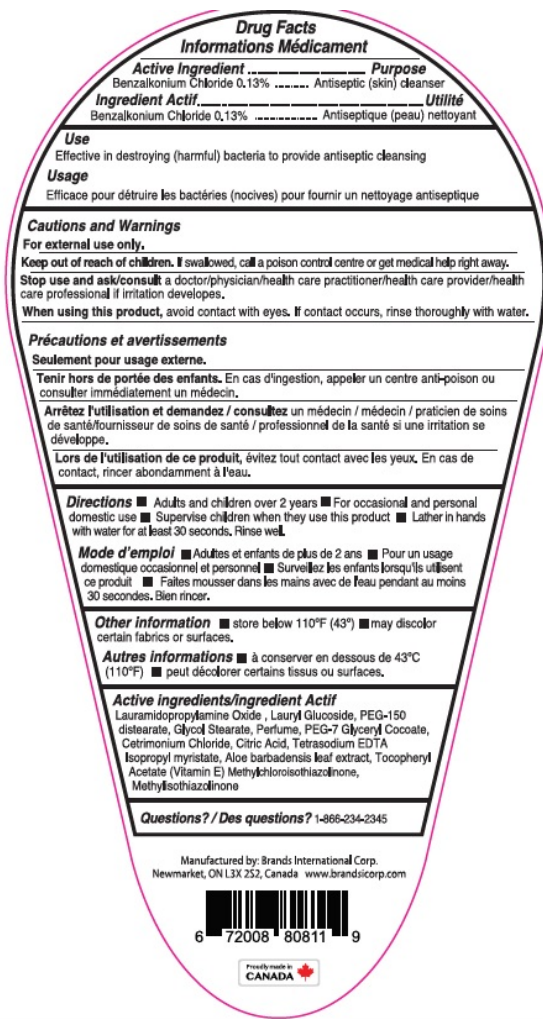 Drug Facts
Informations Médicament
Active Ingredient .................... Purpose
Benzalkonium Chloride 0.13% ......... Antiseptic (skin) cleanser
Ingredient Actif.................... Utilité
Benzalkonium Chloride 0.13% ............... Antiseptique (peau) nettoyant
Use
Effective in destroying (harmful) bacteria to provide antiseptic cleansing
Usage
Efficace pour détruire les bactéries (nocives) pour fournir un nettoyage antiseptique
Cautions and Warnings
For external use only.
Keep out of reach of children. If swallowed, call a poison control centre or get medical help right away.
Stop use and ask/consult a doctor/physician/health care practitioner/health care provider/health
care professional if irritation developes.
When using this product, avoid contact with eyes. If contact occurs, rinse thoroughly with water.
Précautions et avertissements
Seulement pour usage externe.
Tenir hors de portée des enfants. En cas d'ingestion, appeler un centre anti-poison ou
consulter immédiatement un médecin.
Arrêtez l'utilisation et demandez / consultez un médecin / médecin / praticien de soins
de santé/fournisseur de soins de santé / professionnel de la santé si une irritation se
développe.
Lors de l'utilisation de ce produit, évitez tout contact avec les yeux. En cas de
contact, rincer abondamment à l'eau.
Directions ■ Adults and children over 2 years ■ For occasional and personal
domestic use ■ Supervise children when they use this product ■ Lather in hands
with water for at least 30 seconds. Rinse well.
Mode d'emploi ■ Adultes et enfants de plus de 2 ans ■ Pour un usage
domestique occasionnel et personnel ■ Surveillez les enfants lorsqu'ils utilisent
ce produit ■ Faites mousser dans les mains avec de l'eau pendant au moins
30 secondes. Bien rincer.
Other information ■ store below 110°F (43°) ■ may discolor
certain fabrics or surfaces.
Autres informations ■ à conserver en dessous de 43°C
(110°F) ■ peut décolorer certains tissus ou surfaces.
Active ingredients/ingredient Actif
Lauramidopropylamine Oxide , Lauryl Glucoside, PEG-150
distearate, Glycol Stearate, Perfume, PEG-7 Glyceryl Cocoate,
Cetrimonium Chloride, Citric Acid, Tetrasodium EDTA
Isopropyl myristate, Aloe barbadensis leaf extract, Tocopheryl
Acetate (Vitamin E) Methylchloroisothiazolinone,
Methylisothiazolinone
Questions? / Des questions? 1-866-234-2345
Manufactured by: Brands International Corp.
Newmarket, ON L3X 2S2, Canada www.brandsicorp.com
6 72008 80811 9
Proudly made in
CANADA